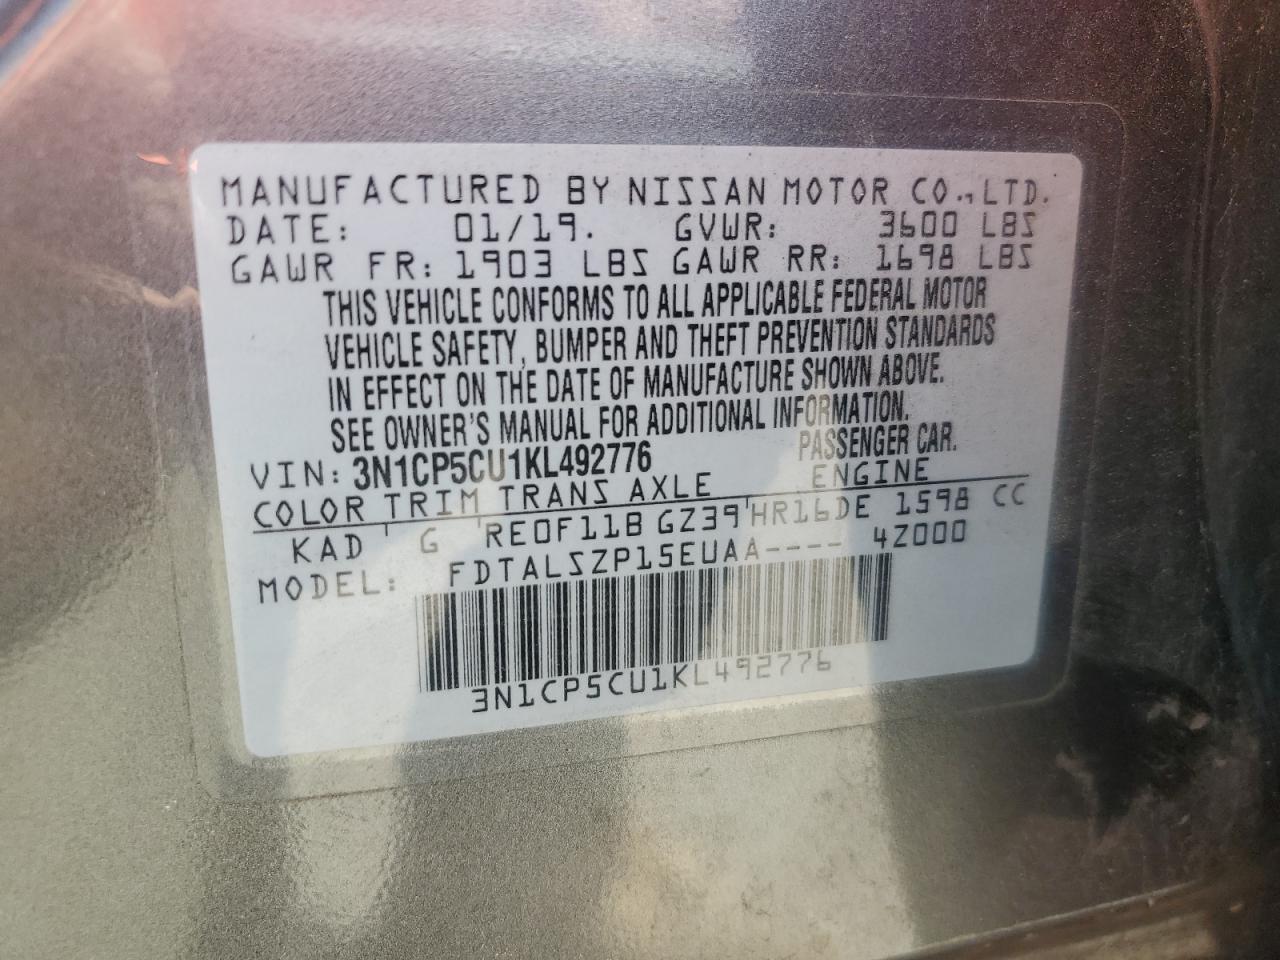 MANUFACTURED BY NISSAN MOTOR CO., LTD.
DATE: 01/19. GVWR: 3600 LBS
GAWR FR: 1903 LBS GAWR RR: 1698 LBS
THIS VEHICLE CONFORMS TO ALL APPLICABLE FEDERAL MOTOR
VEHICLE SAFETY, BUMPER AND THEFT PREVENTION STANDARDS
IN EFFECT ON THE DATE OF MANUFACTURE SHOWN ABOVE.
SEE OWNER'S MANUAL FOR ADDITIONAL INFORMATION.
VIN: 3N1CP5CU1KL492776 PASSENGER CAR.
COLOR TRIM TRANS AXLE ENGINE
KAD G RE0F11B GZ39 HR16DE 1598 CC
MODEL: FDTALSZP15EUAA---- 4Z000
3N1CP5CU1KL492776